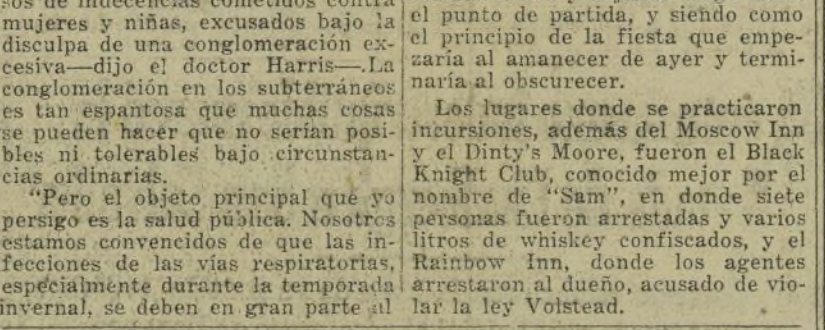 sos de indecencias cometidos contra
mujeres y niñas, excusados bajo la
disculpa de una conglomeración ex-
cesiva—dijo el doctor Harris—.La
conglomeración en los subterráneos
es tan espantosa que muchas cosas
se pueden hacer que no serían posi-
bles ni tolerables bajo circunstan-
cias ordinarias.
"Pero el objeto principal que yo
persigo es la salud pública. Nosotros
estamos convencidos de que las in-
fecciones de las vías respiratorias,
especialmente durante la temporada
invernal, se deben en gran parte al
el punto de partida, y siendo como
el principio de la fiesta que empe-
zaría al amanecer de ayer y termi-
naría al obscurecer.
Los lugares donde se practicaron
incursiones, además del Moscow Inn
y el Dinty's Moore, fueron el Black
Knight Club, conocido mejor por el
nombre de "Sam", en donde siete
personas fueron arrestadas y varios
litros de whiskey confiscados, y el
Rainbow Inn, donde los agentes
arrestaron al dueño, acusado de vio-
lar la ley Volstead.